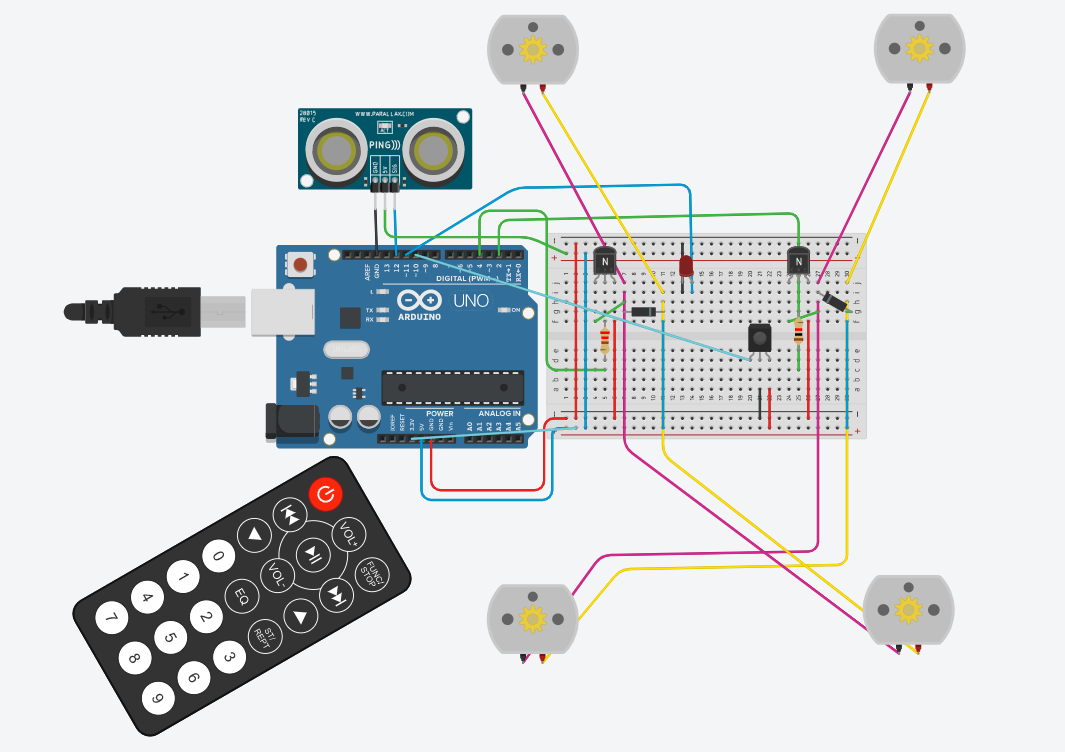 28015
REV C
WWW.PARALLAX.COM
ACT
PING)))
GND
5V
SIG
AREF
GND
13
12
~11
~10
~9
8
7
~6
~5
4
~3
2
TX→1
RX←0
DIGITAL (PWM~)
L
TX
RX
UNO
ARDUINO
ON
POWER
ANALOG IN
IOREF
RESET
3.3V
5V
GND
GND
Vin
A0
A1
A2
A3
A4
A5
N
N
j
i
h
g
f
e
d
c
b
a
VOL+
FUNC/
STOP
VOL-
EQ
ST/
REPT
0
1
2
3
4
5
6
7
8
9